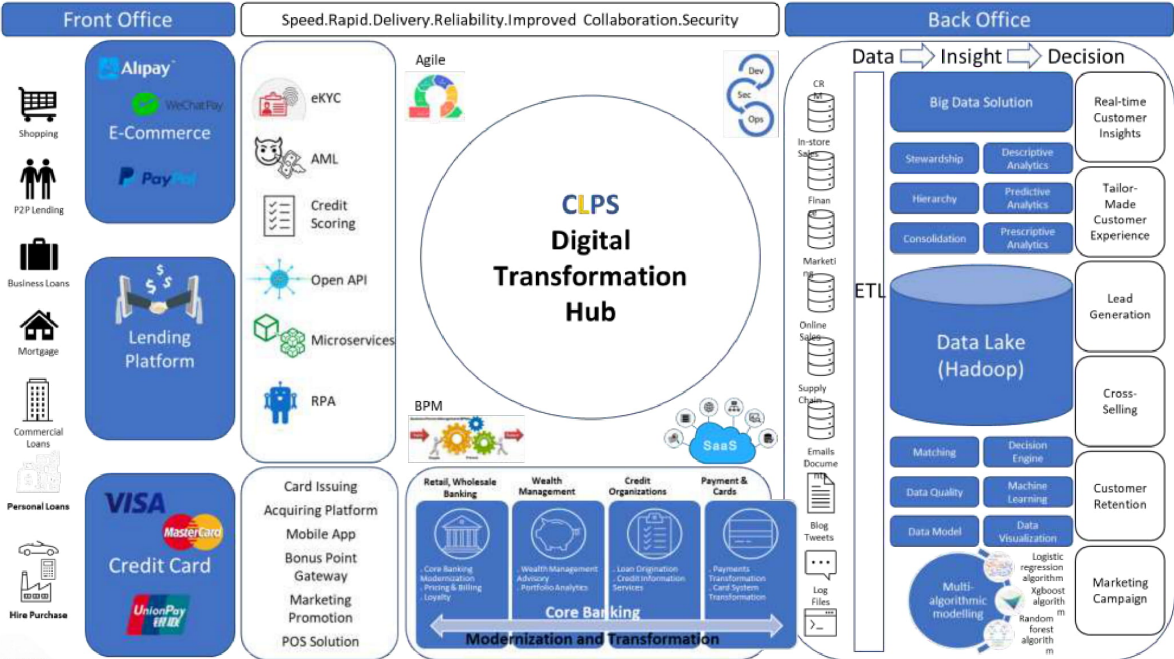 Front Office
Speed.Rapid.Delivery.Reliability.Improved Collaboration.Security
Back Office
Shopping
P2P Lending
Business Loans
Mortgage
Commercial
Loans
Personal Loans
Hire Purchase
Alipay
WeChat Pay
E-Commerce
PayPal
Lending
Platform
VISA
MasterCard
Credit Card
UnionPay
银联
eKYC
AML
Credit
Scoring
Open API
Microservices
RPA
Card Issuing
Acquiring Platform
Mobile App
Bonus Point
Gateway
Marketing
Promotion
POS Solution
Agile
Dev
Sec
Ops
CLPS
Digital
Transformation
Hub
BPM
SaaS
Retail, Wholesale
Banking
Wealth
Management
Credit
Organizations
Payment &
Cards
. Core Banking
Modernization
. Pricing & Billing
. Loyalty
. Wealth Management
Advisory
. Portfolio Analytics
. Loan Origination
. Credit Information
Services
. Payments
Transformation
. Card System
Transformation
Core Banking
Modernization and Transformation
Data
Insight
Decision
CR
M
In-store
Sales
Finan
ce
Marketi
ng
Online
Sales
Supply
Chain
Emails
Docume
nts
Blog
Tweets
Log
Files
ETL
Big Data Solution
Stewardship
Descriptive
Analytics
Hierarchy
Predictive
Analytics
Consolidation
Prescriptive
Analytics
Data Lake
(Hadoop)
Matching
Decision
Engine
Data Quality
Machine
Learning
Data Model
Data
Visualization
Multi-
algorithmic
modelling
Logistic
regression
algorithm
Xgboost
algorith
m
Random
forest
algorith
m
Real-time
Customer
Insights
Tailor-
Made
Customer
Experience
Lead
Generation
Cross-
Selling
Customer
Retention
Marketing
Campaign